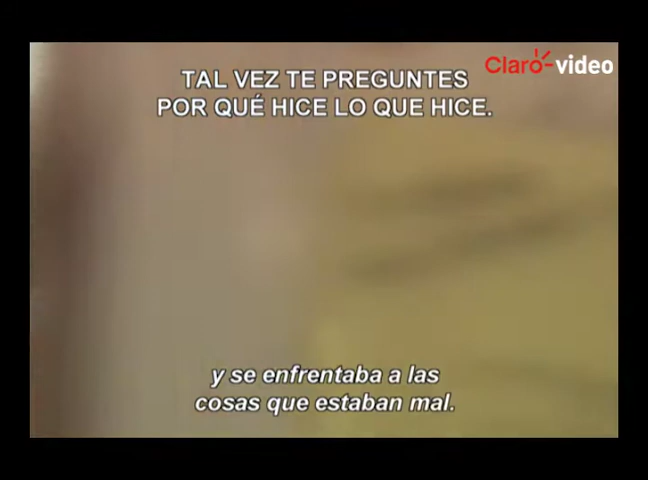 Claro-video
TAL VEZ TE PREGUNTES
POR QUÉ HICE LO QUE HICE.
y se enfrentaba a las
cosas que estaban mal.